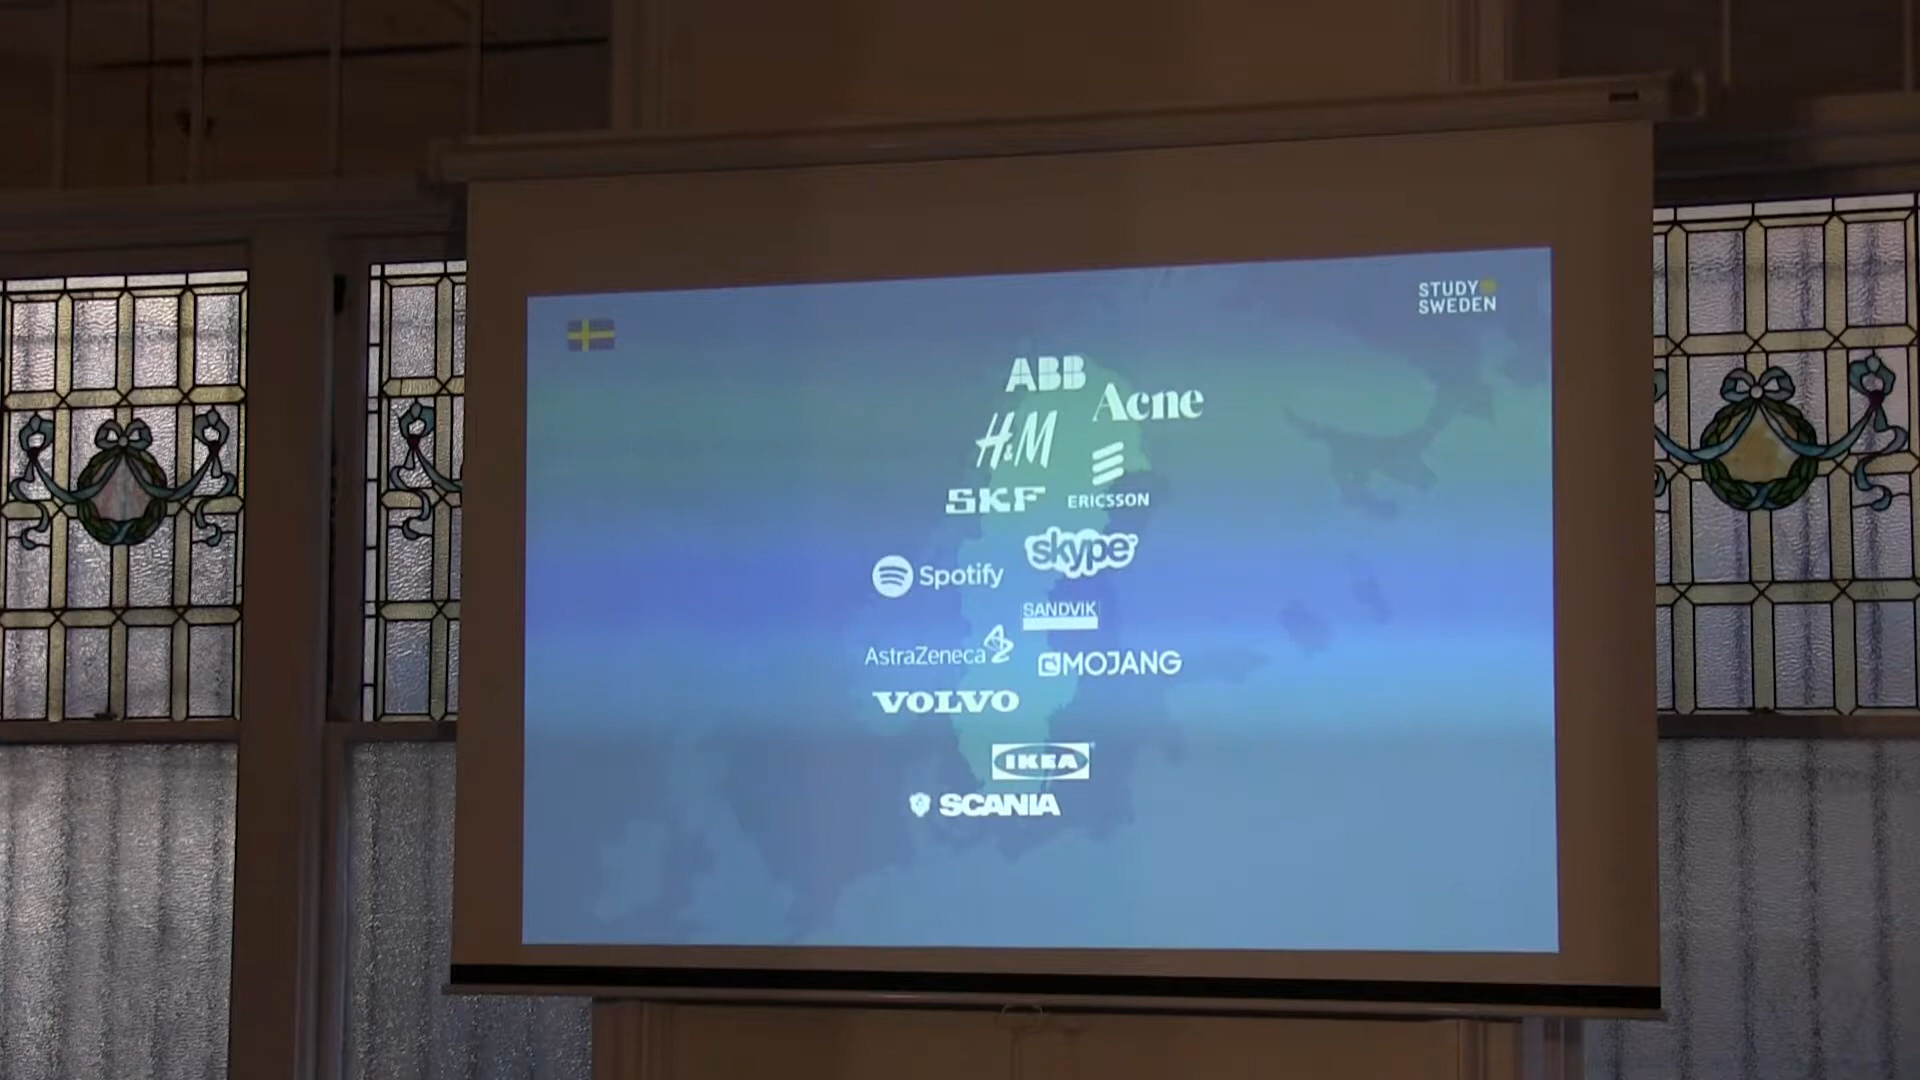 STUDY
SWEDEN
ABB
Acne
H&M
ERICSSON
SKF
skype
Spotify
SANDVIK
AstraZeneca
MOJANG
VOLVO
IKEA
SCANIA